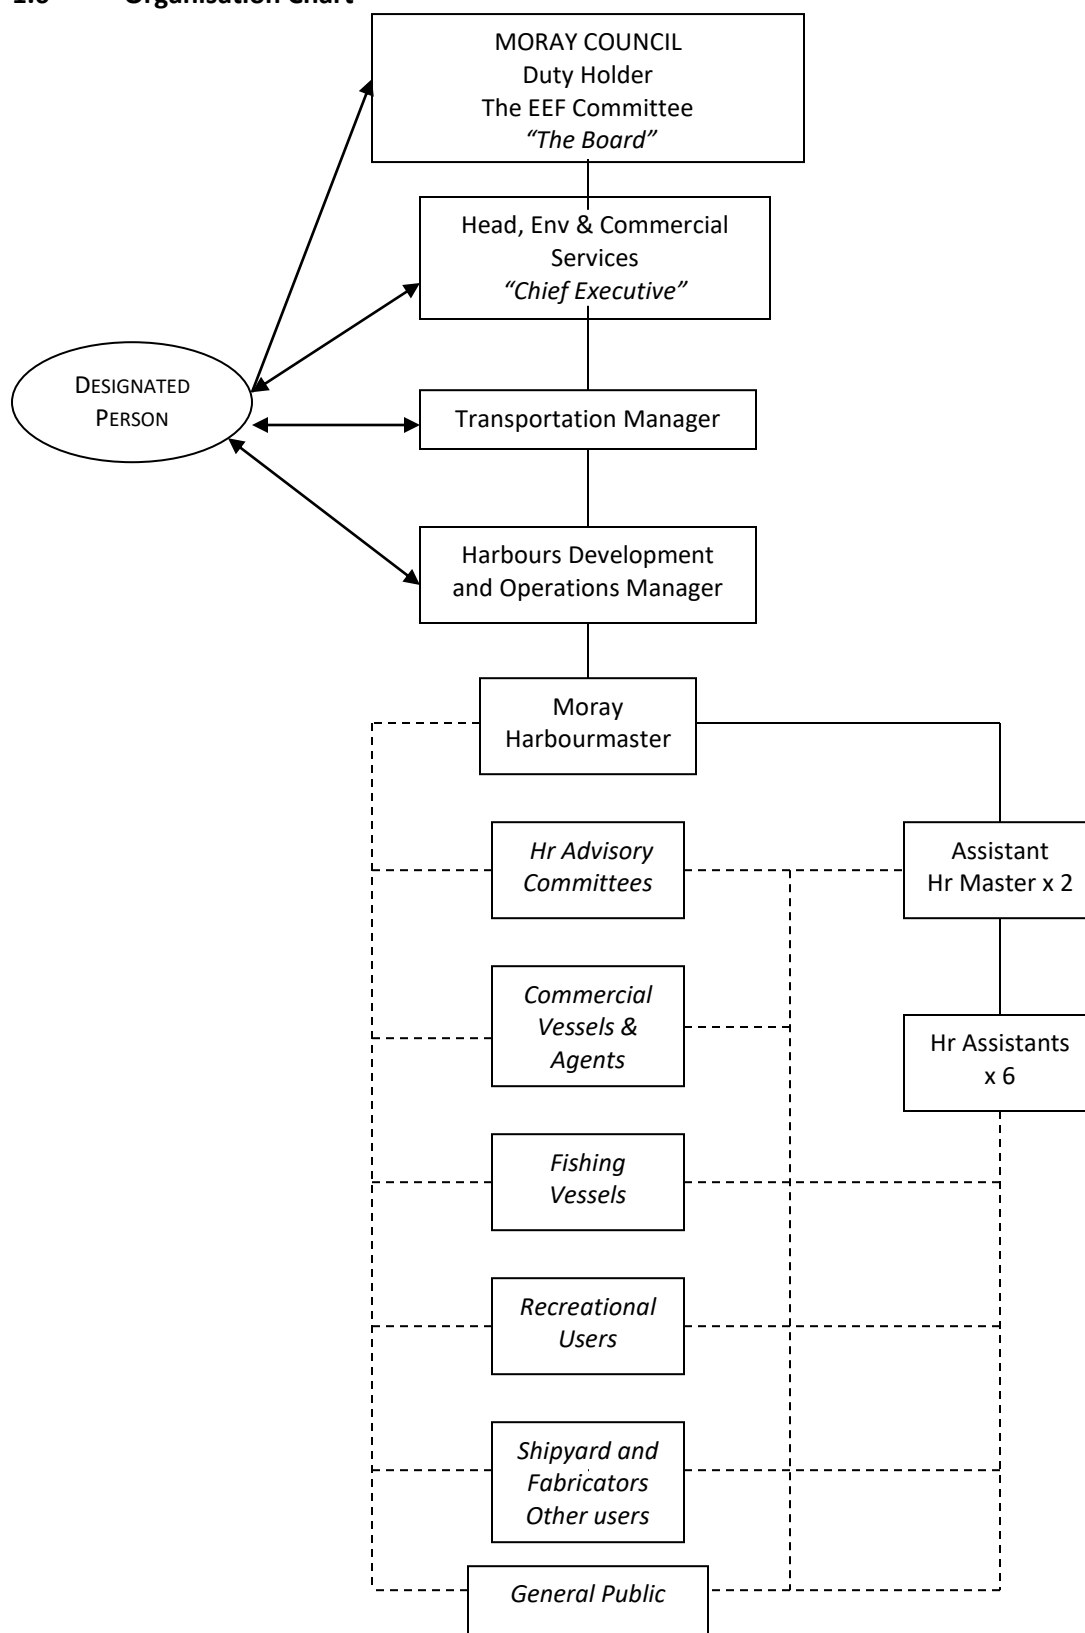 Organisation Chart
MORAY COUNCIL
Duty Holder
The EEF Committee
“The Board”
Head, Env & Commercial
Services
“Chief Executive”
DESIGNATED
PERSON
Transportation Manager
Harbours Development
and Operations Manager
Moray
Harbourmaster
Hr Advisory
Committees
Assistant
Hr Master x 2
Commercial
Vessels &
Agents
Hr Assistants
x 6
Fishing
Vessels
Recreational
Users
Shipyard and
Fabricators
Other users
General Public